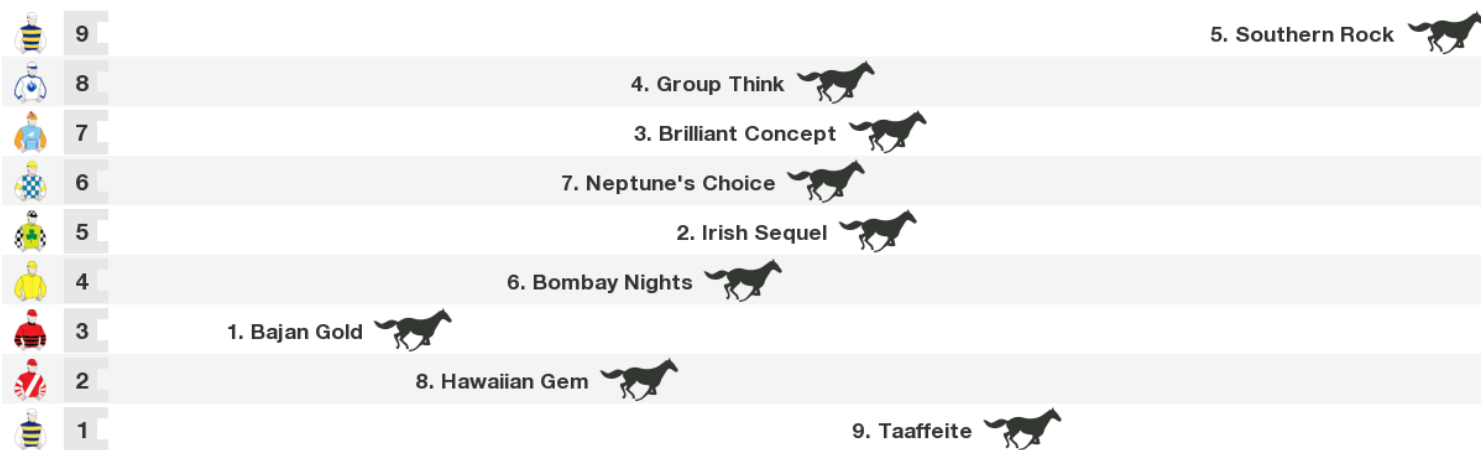 9 5. Southern Rock
8 4. Group Think
7 3. Brilliant Concept
6 7. Neptune's Choice
5 2. Irish Sequel
4 6. Bombay Nights
3 1. Bajan Gold
2 8. Hawaiian Gem
1 9. Taaffeite